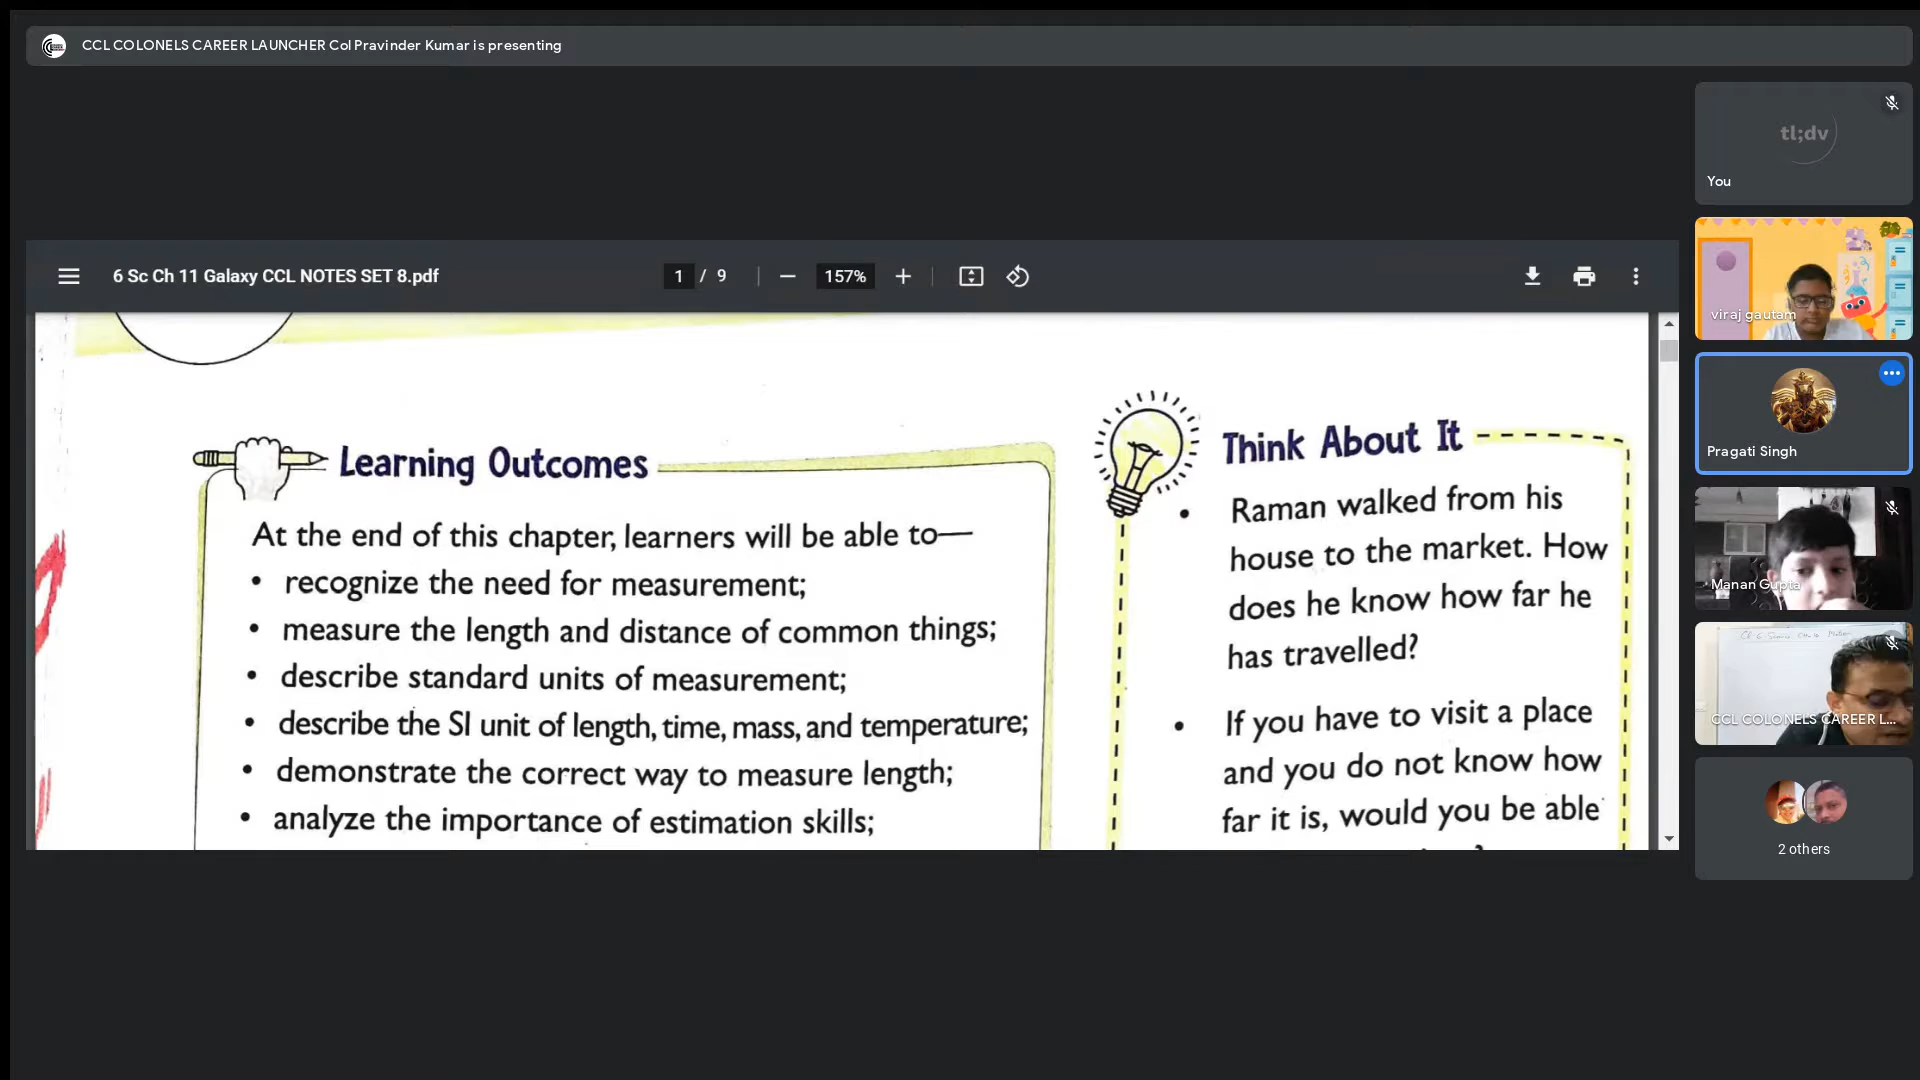 CCL COLONELS CAREER LAUNCHER Col Pravinder Kumar is presenting
6 Sc Ch 11 Galaxy CCL NOTES SET 8.pdf
1 / 9
157%
Learning Outcomes
At the end of this chapter, learners will be able to—
• recognize the need for measurement;
• measure the length and distance of common things;
• describe standard units of measurement;
• describe the SI unit of length, time, mass, and temperature;
• demonstrate the correct way to measure length;
• analyze the importance of estimation skills;
Think About It
• Raman walked from his
house to the market. How
does he know how far he
has travelled?
• If you have to visit a place
and you do not know how
far it is, would you be able
tl;dv
You
viraj gautam
Pragati Singh
Manan Gupta
CCL COLONELS CAREER L...
2 others